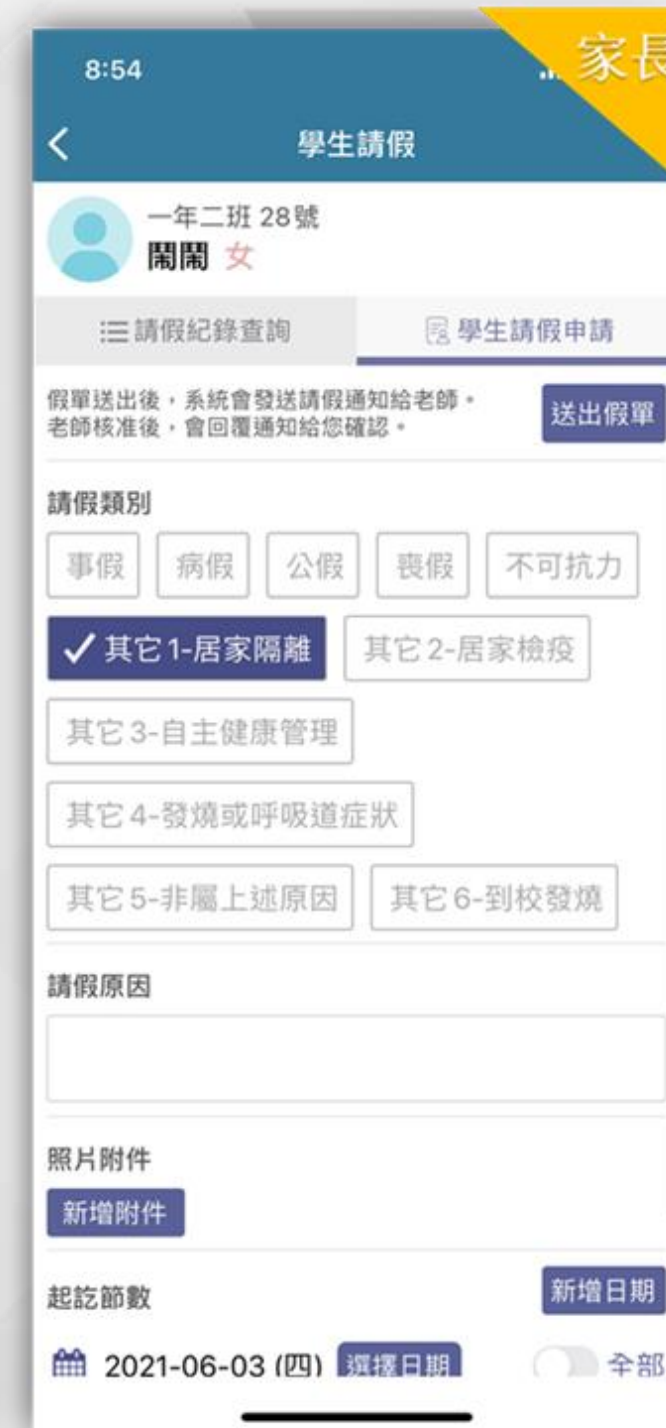 家長
8:54
學生請假
一年二班 28號
鬧鬧 女
請假紀錄查詢 學生請假申請
假單送出後，系統會發送請假通知給老師。
老師核准後，會回覆通知給您確認。
送出假單
請假類別
事假 病假 公假 喪假 不可抗力
其它1-居家隔離 其它2-居家檢疫
其它3-自主健康管理
其它4-發燒或呼吸道症狀
其它5-非屬上述原因 其它6-到校發燒
請假原因
照片附件
新增附件
起訖節數 新增日期
2021-06-03 (四) 選擇日期 全部